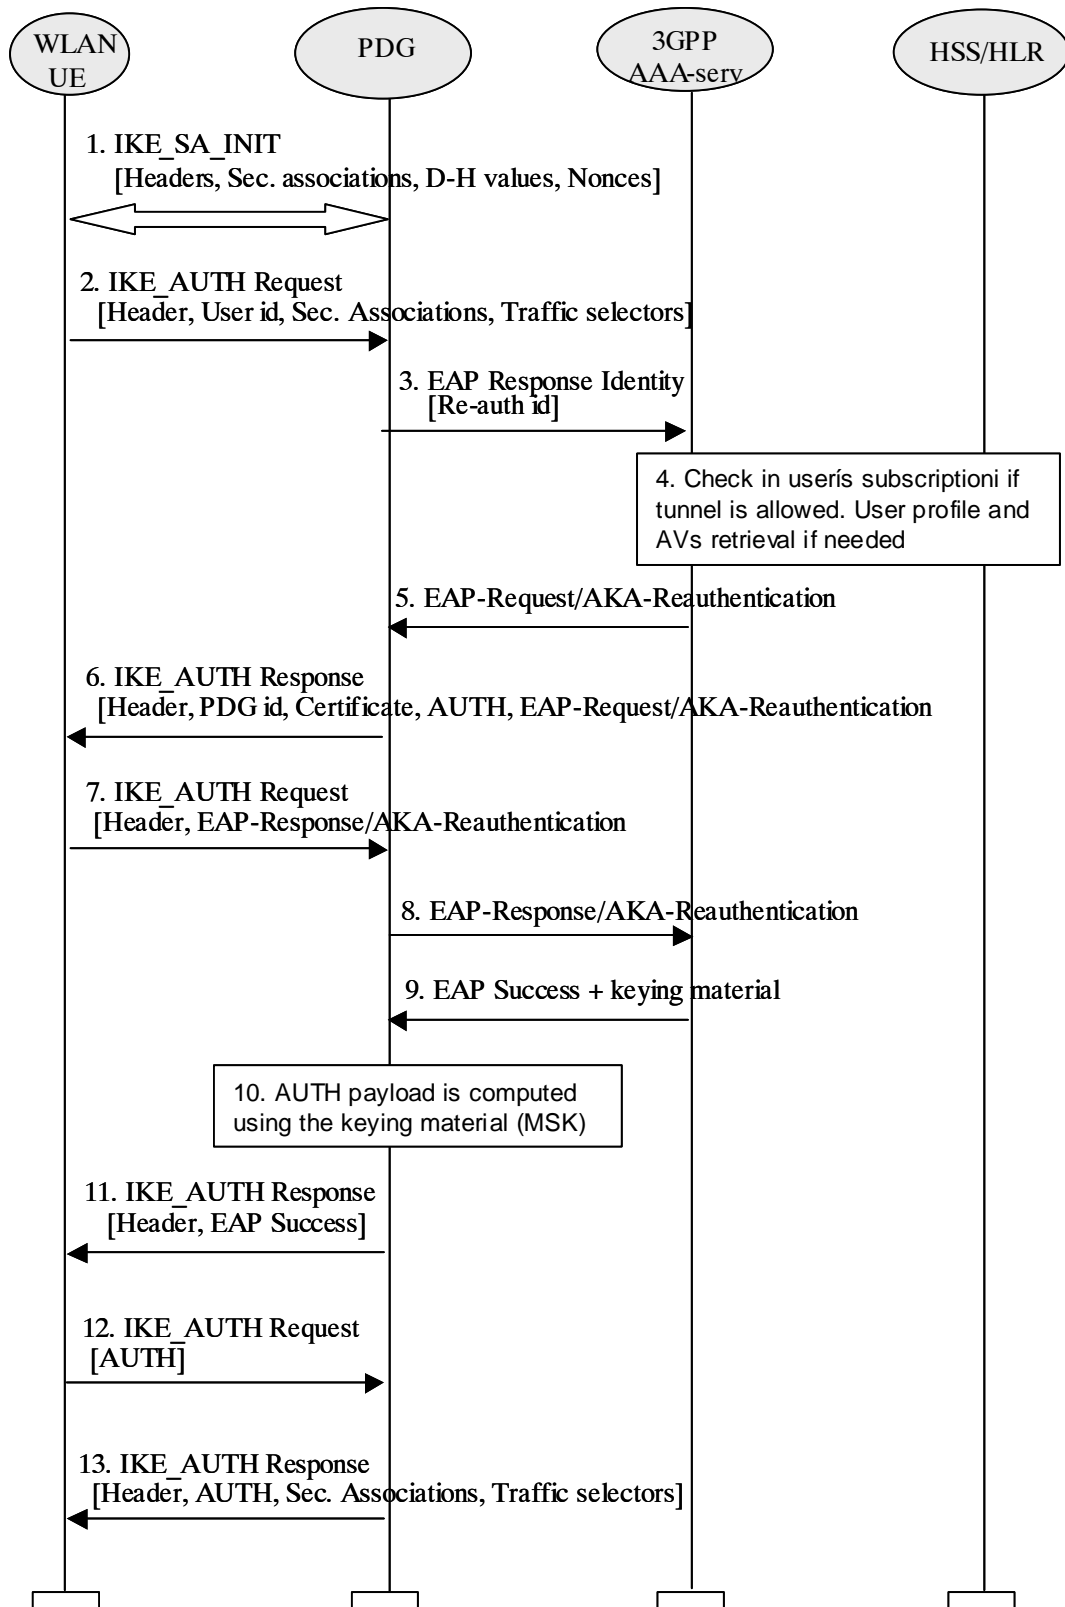 WLAN
UE
PDG
3GPP
AAA-serv
HSS/HLR
1. IKE_SA_INIT
[Headers, Sec. associations, D-H values, Nonces]
2. IKE_AUTH Request
[Header, User id, Sec. Associations, Traffic selectors]
3. EAP Response Identity
[Re-auth id]
4. Check in userís subscriptioni if
tunnel is allowed. User profile and
AVs retrieval if needed
5. EAP-Request/AKA-Reauthentication
6. IKE_AUTH Response
[Header, PDG id, Certificate, AUTH, EAP-Request/AKA-Reauthentication
7. IKE_AUTH Request
[Header, EAP-Response/AKA-Reauthentication
8. EAP-Response/AKA-Reauthentication
9. EAP Success + keying material
10. AUTH payload is computed
using the keying material (MSK)
11. IKE_AUTH Response
[Header, EAP Success]
12. IKE_AUTH Request
[AUTH]
13. IKE_AUTH Response
[Header, AUTH, Sec. Associations, Traffic selectors]